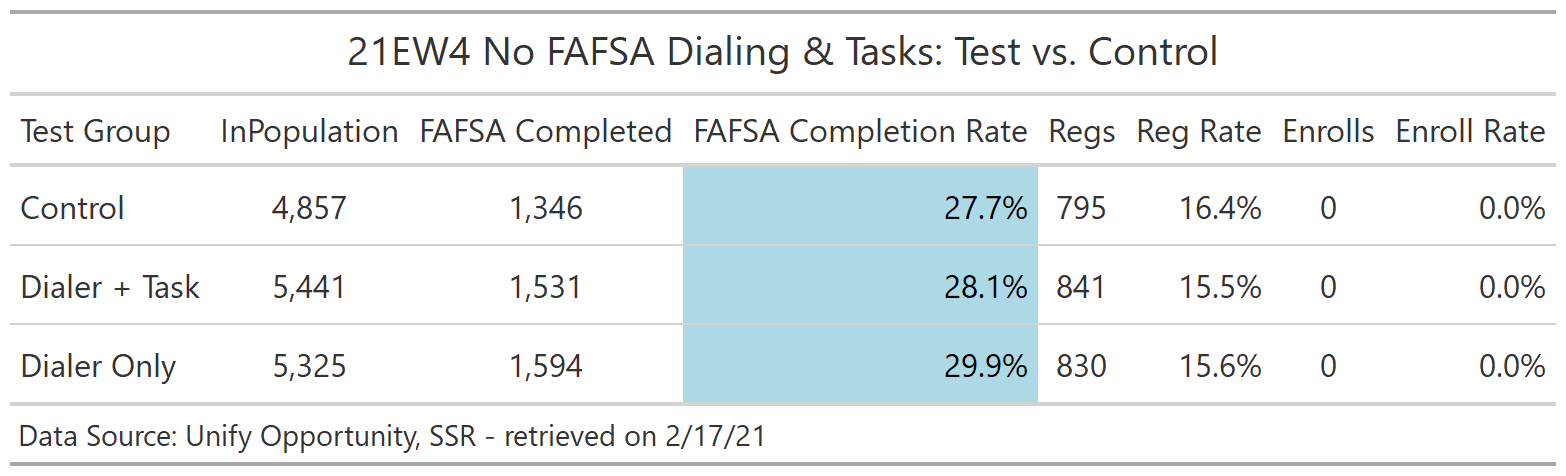 21EW4 No FAFSA Dialing & Tasks: Test vs. Control
Test Group InPopulation FAFSA Completed FAFSA Completion Rate Regs Reg Rate Enrolls Enroll Rate
Control 4,857 1,346 27.7% 795 16.4% 0 0.0%
Dialer + Task 5,441 1,531 28.1% 841 15.5% 0 0.0%
Dialer Only 5,325 1,594 29.9% 830 15.6% 0 0.0%
Data Source: Unify Opportunity, SSR - retrieved on 2/17/21